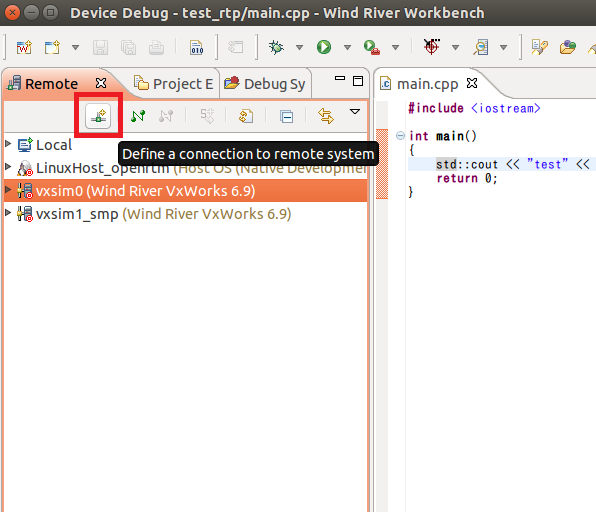 Device Debug - test_rtp/main.cpp - Wind River Workbench
010
Remote
Project E
Debug Sy
main.cpp
Local
LinuxHost_openrtm (Host OS (Native Developmen
vxsim0 (Wind River VxWorks 6.9)
vxsim1_smp (Wind River VxWorks 6.9)
Define a connection to remote system
#include <iostream>
int main()
{
std::cout << "test" <<
return 0;
}